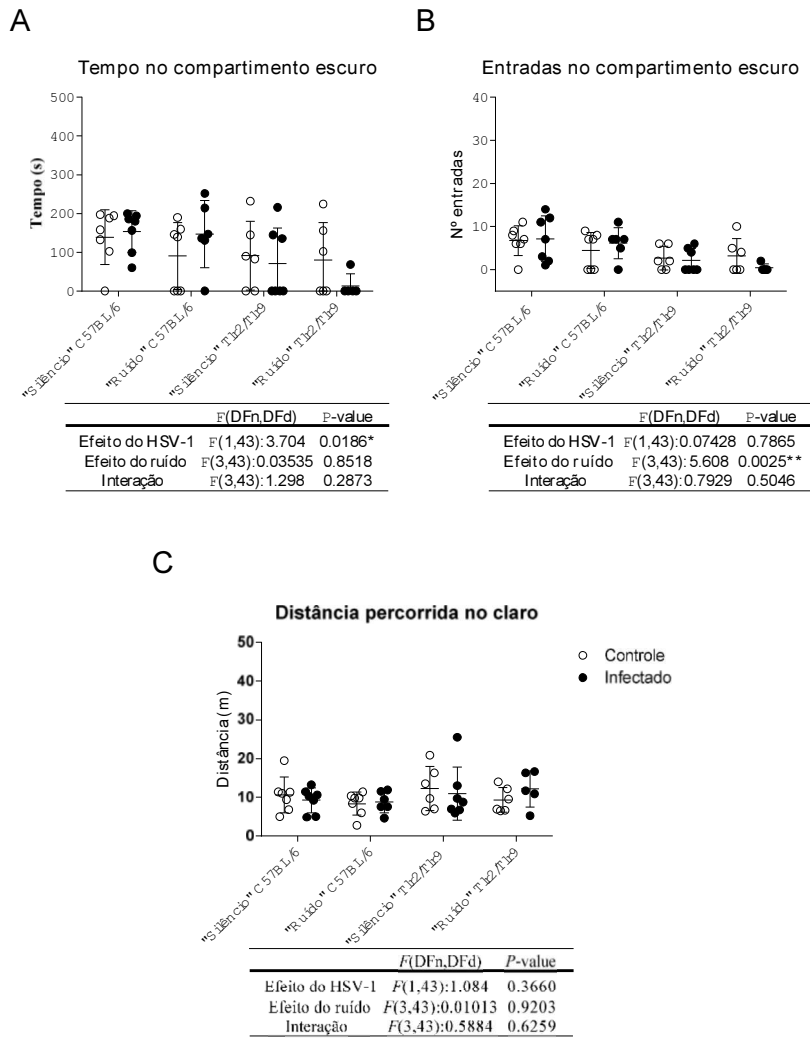 A
Tempo no compartimento escuro
Tempo (s)
500
400
300
200
100
0
"Silêncio" C57BL/6
"Ruído" C57BL/6
"Silêncio" Tlr2/Tlr9
"Ruído" Tlr2/Tlr9
F(DFn,DFd) P-value
Efeito do HSV-1 F(1,43):3.704 0.0186*
Efeito do ruído F(3,43):0.03535 0.8518
Interação F(3,43):1.298 0.2873
B
Entradas no compartimento escuro
Nº entradas
40
30
20
10
0
"Silêncio" C57BL/6
"Ruído" C57BL/6
"Silêncio" Tlr2/Tlr9
"Ruído" Tlr2/Tlr9
F(DFn,DFd) P-value
Efeito do HSV-1 F(1,43):0.07428 0.7865
Efeito do ruído F(3,43):5.608 0.0025**
Interação F(3,43):0.7929 0.5046
C
Distância percorrida no claro
Distância (m)
50
40
30
20
10
0
Controle
Infectado
"Silêncio" C57BL/6
"Ruído" C57BL/6
"Silêncio" Tlr2/Tlr9
"Ruído" Tlr2/Tlr9
F(DFn,DFd) P-value
Efeito do HSV-1 F(1,43):1.084 0.3660
Efeito do ruído F(3,43):0.01013 0.9203
Interação F(3,43):0.5884 0.6259